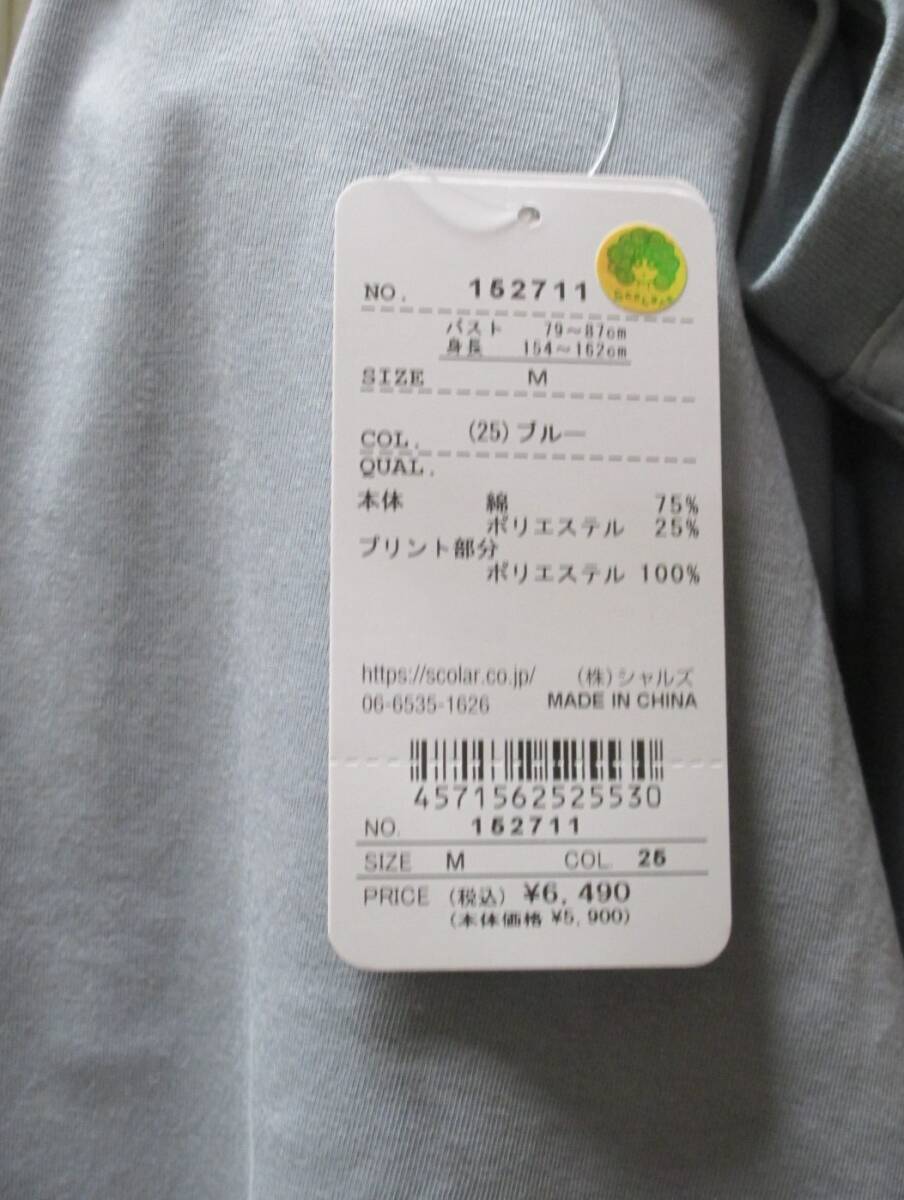 NO. 152711
バスト 79～87cm
身長 154～162cm
SIZE M
COL. (25) ブルー
QUAL.
本体 綿 75%
ポリエステル 25%
プリント部分
ポリエステル 100%
https://scolar.co.jp/ (株)シャルズ
06-6535-1626 MADE IN CHINA
4571562525530
NO. 152711
SIZE M COL. 25
PRICE (税込) ¥6,490
(本体価格 ¥5,900)